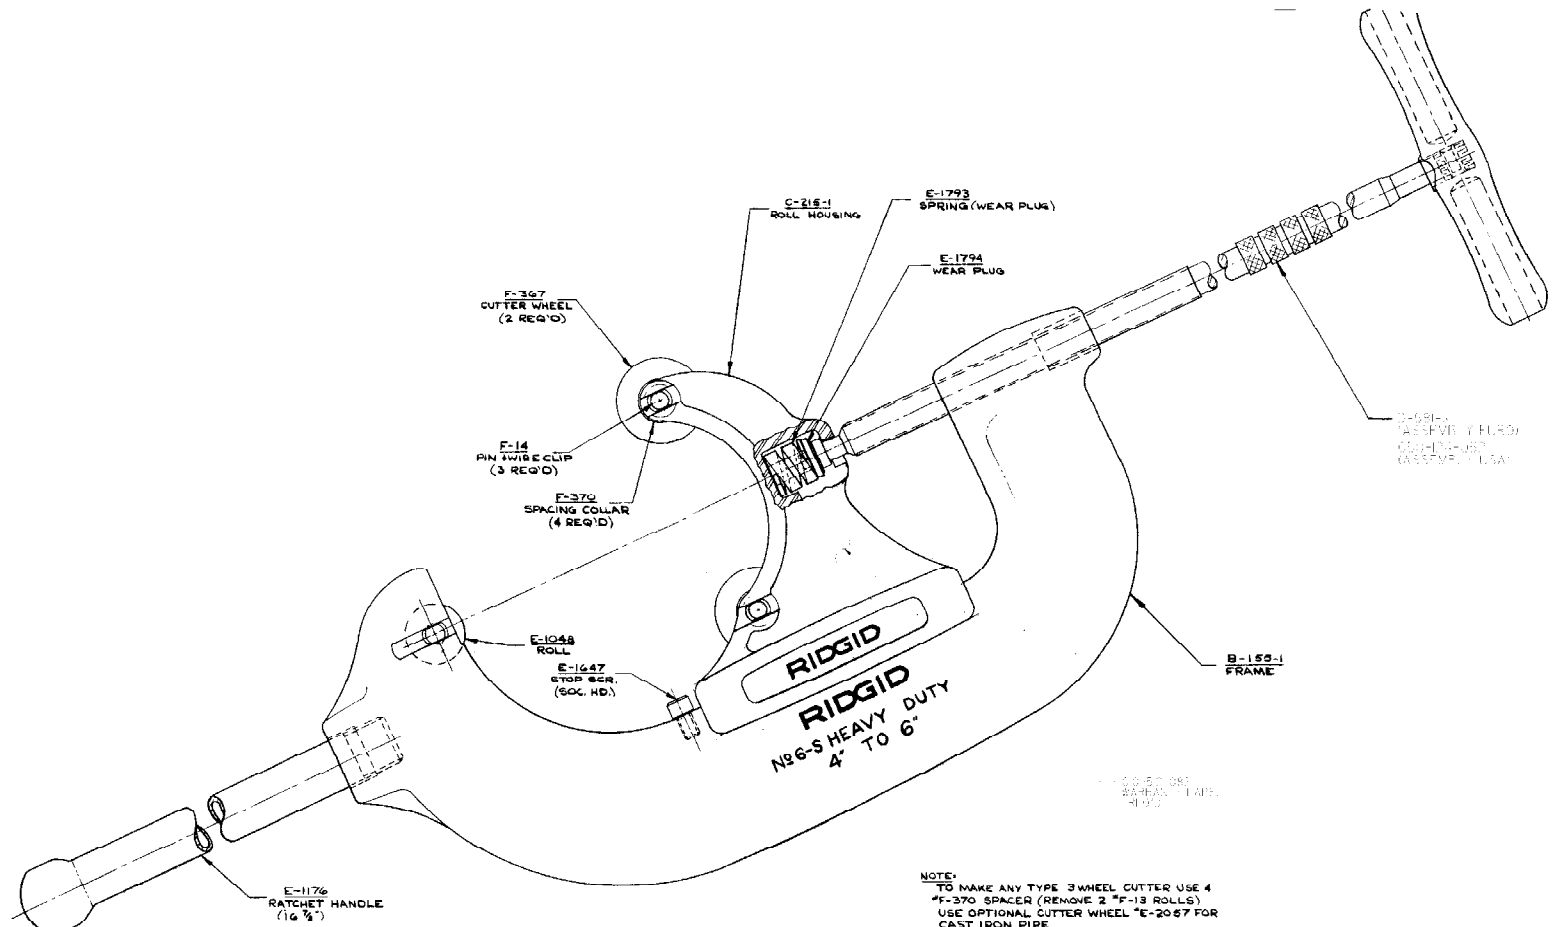 E-1793
SPRING (WEAR PLUG)
C-215-1
ROLL HOUSING
E-1794
WEAR PLUG
F-367
CUTTER WHEEL
(2 REQ'D)
F-14
PIN & WIRE CLIP
(3 REQ'D)
F-370
SPACING COLLAR
(4 REQ'D)
E-1048
ROLL
E-1647
STOP SCR.
(SOC. HD.)
RIDGID
RIDGID
Nº6-S HEAVY DUTY
4" TO 6"
B-155-1
FRAME
E-1176
RATCHET HANDLE
NOTE:
TO MAKE ANY TYPE 3 WHEEL CUTTER USE 4
#F-370 SPACER (REMOVE 2 #F-13 ROLLS)
USE OPTIONAL CUTTER WHEEL #E-2057 FOR
CAST IRON PIPE